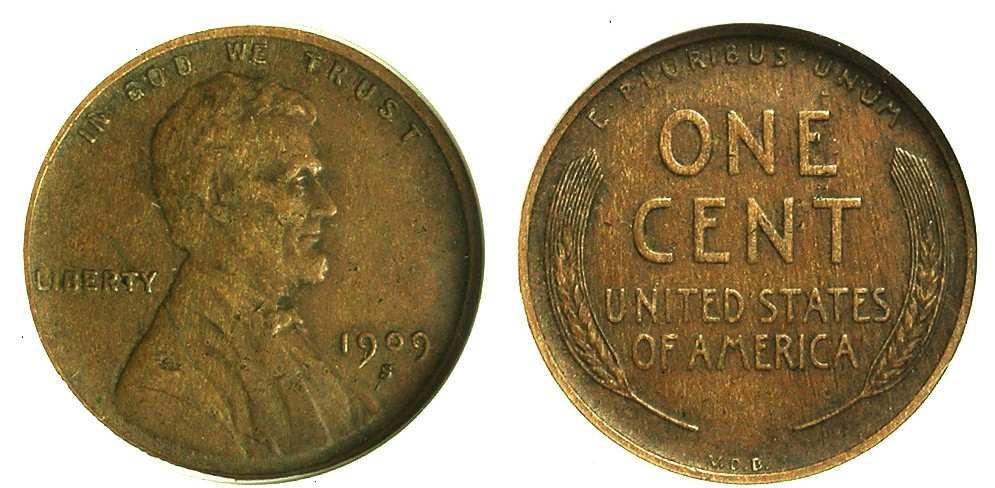 IN GOD WE TRUST
LIBERTY
1909
S
E·PLURIBUS·UNUM
ONE
CENT
UNITED STATES
OF AMERICA
V.D.B.